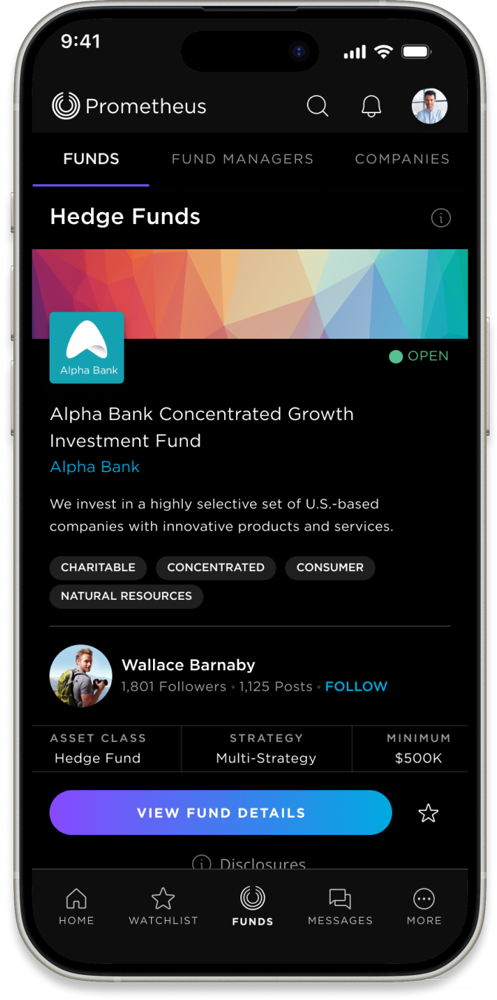 9:41
Prometheus
FUNDS FUND MANAGERS COMPANIES
Hedge Funds
Alpha Bank
OPEN
Alpha Bank Concentrated Growth
Investment Fund
Alpha Bank
We invest in a highly selective set of U.S.-based
companies with innovative products and services.
CHARITABLE CONCENTRATED CONSUMER
NATURAL RESOURCES
Wallace Barnaby
1,801 Followers • 1,125 Posts • FOLLOW
ASSET CLASS STRATEGY MINIMUM
Hedge Fund Multi-Strategy $500K
VIEW FUND DETAILS
Disclosures
HOME WATCHLIST FUNDS MESSAGES MORE